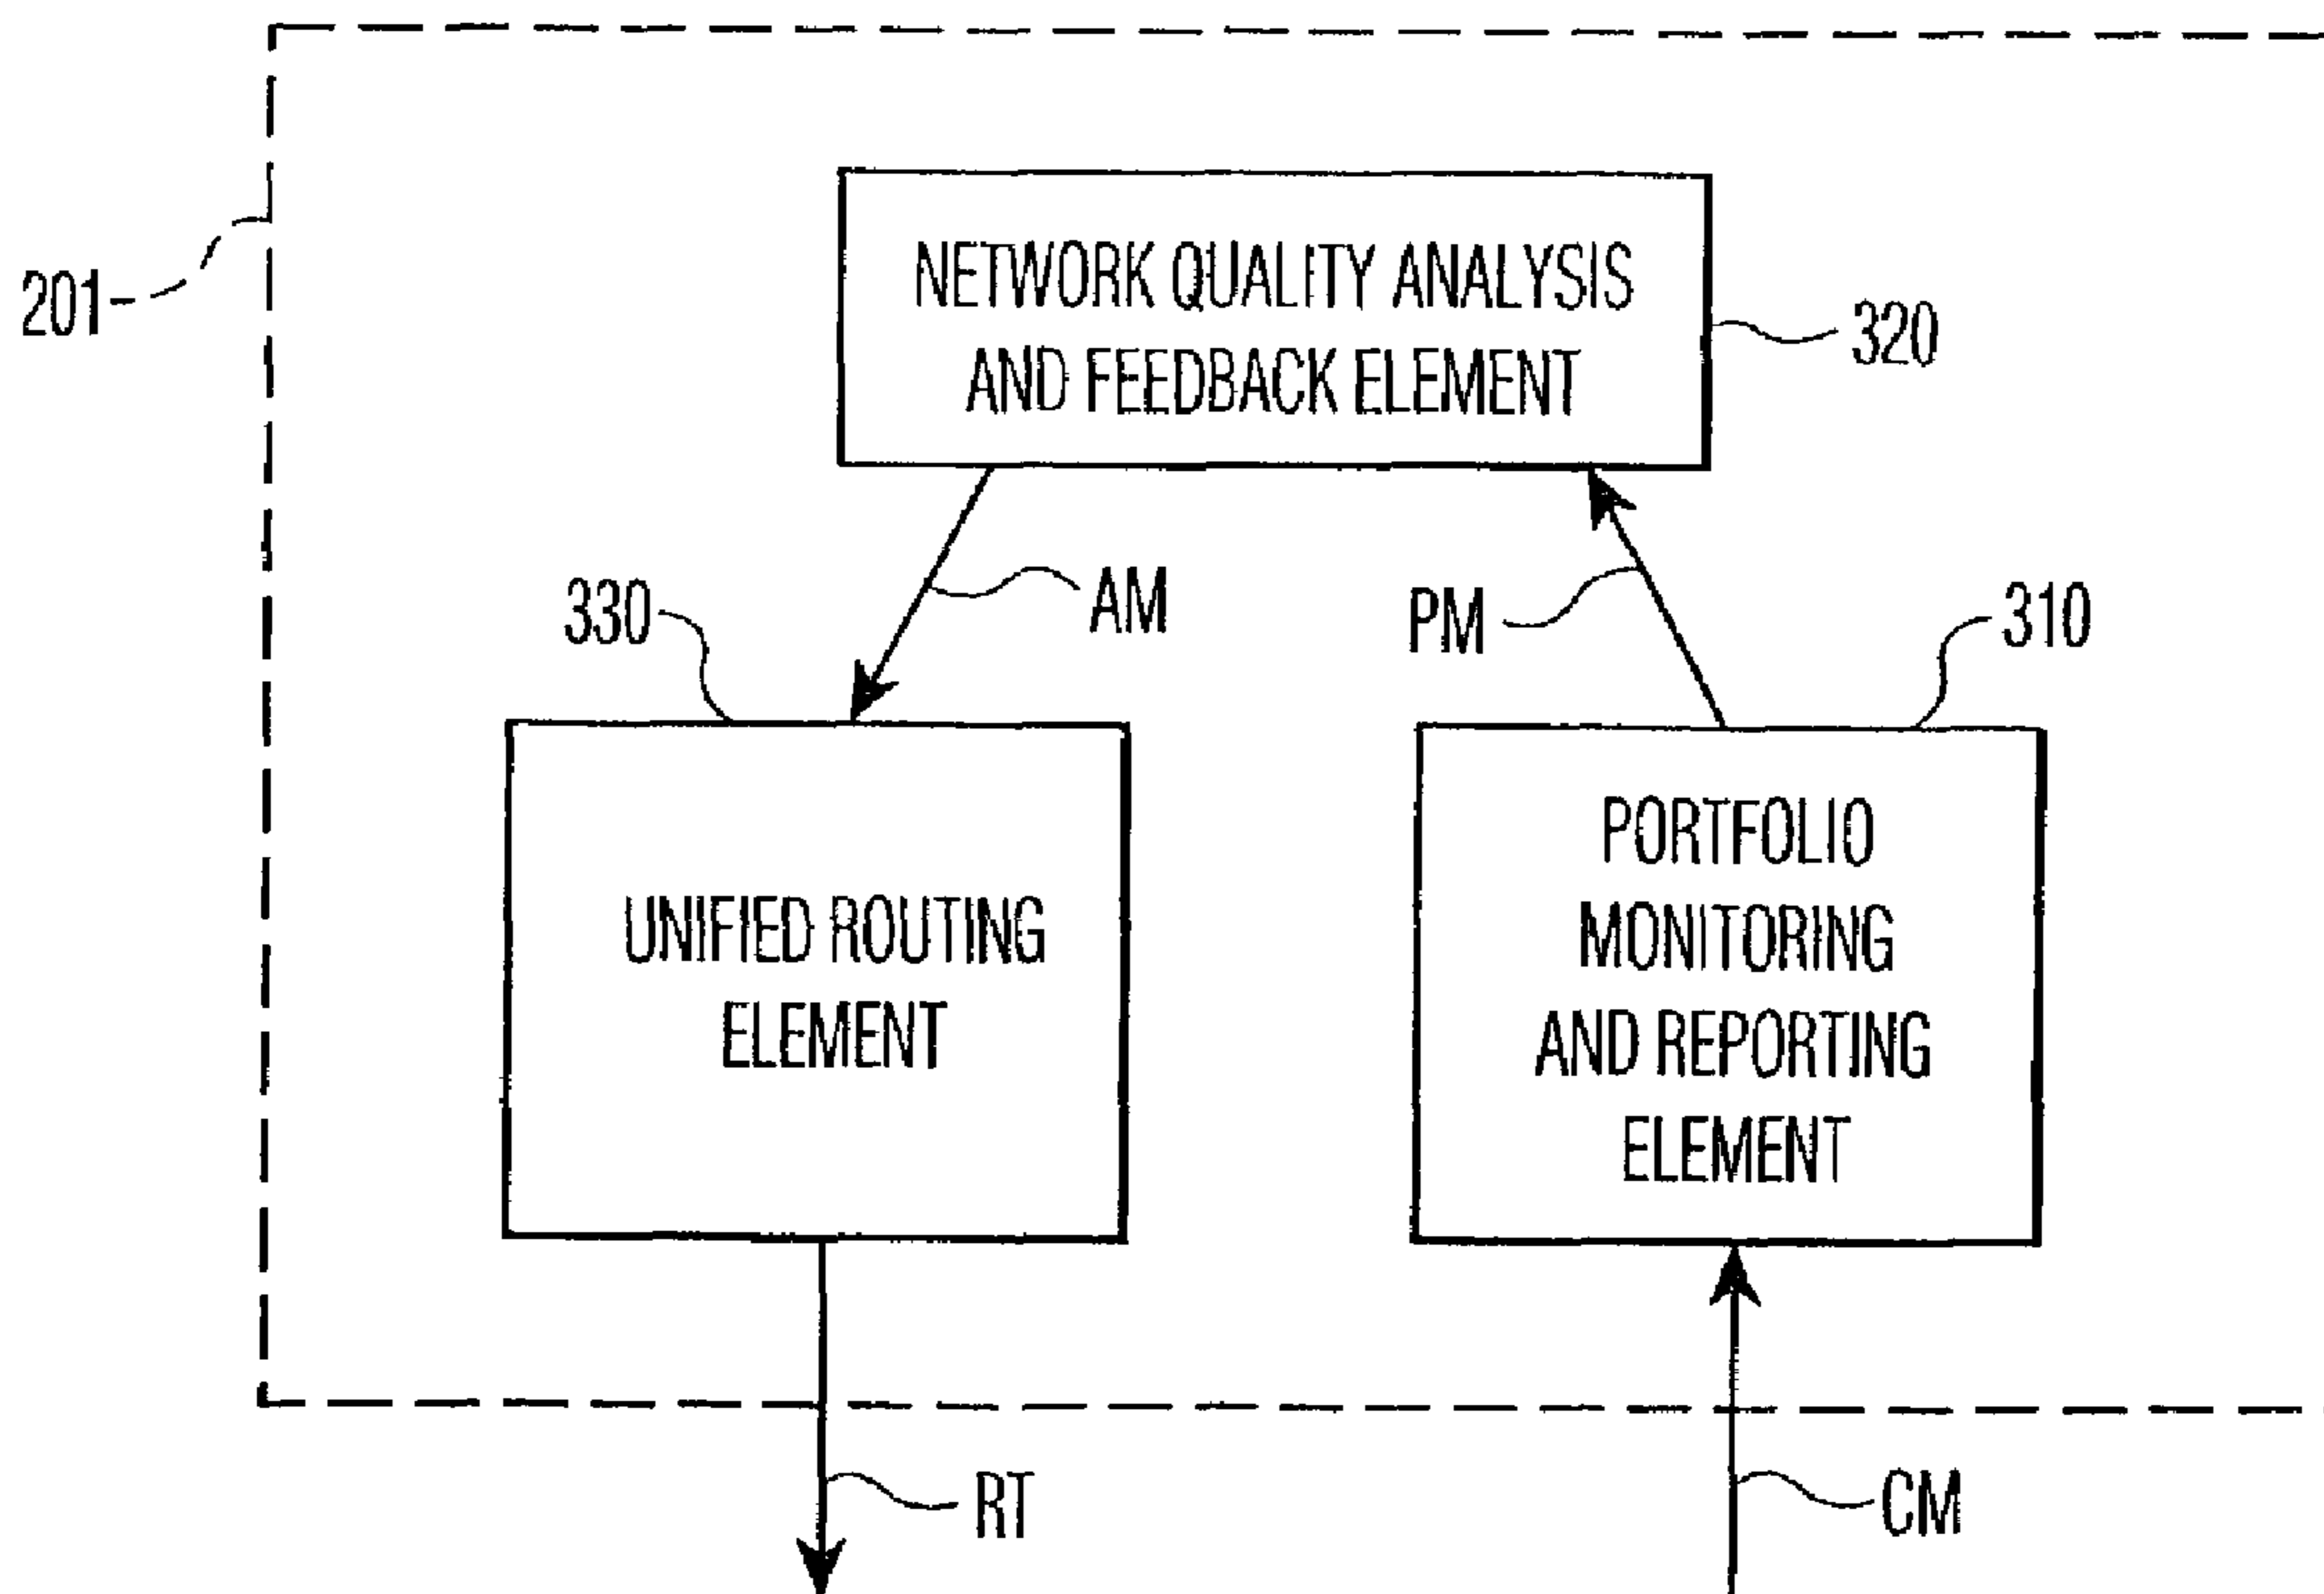 201
NETWORK QUALITY ANALYSIS
AND FEEDBACK ELEMENT
320
330
AM
PM
310
UNIFIED ROUTING
ELEMENT
PORTFOLIO
MONITORING
AND REPORTING
ELEMENT
RT
CM